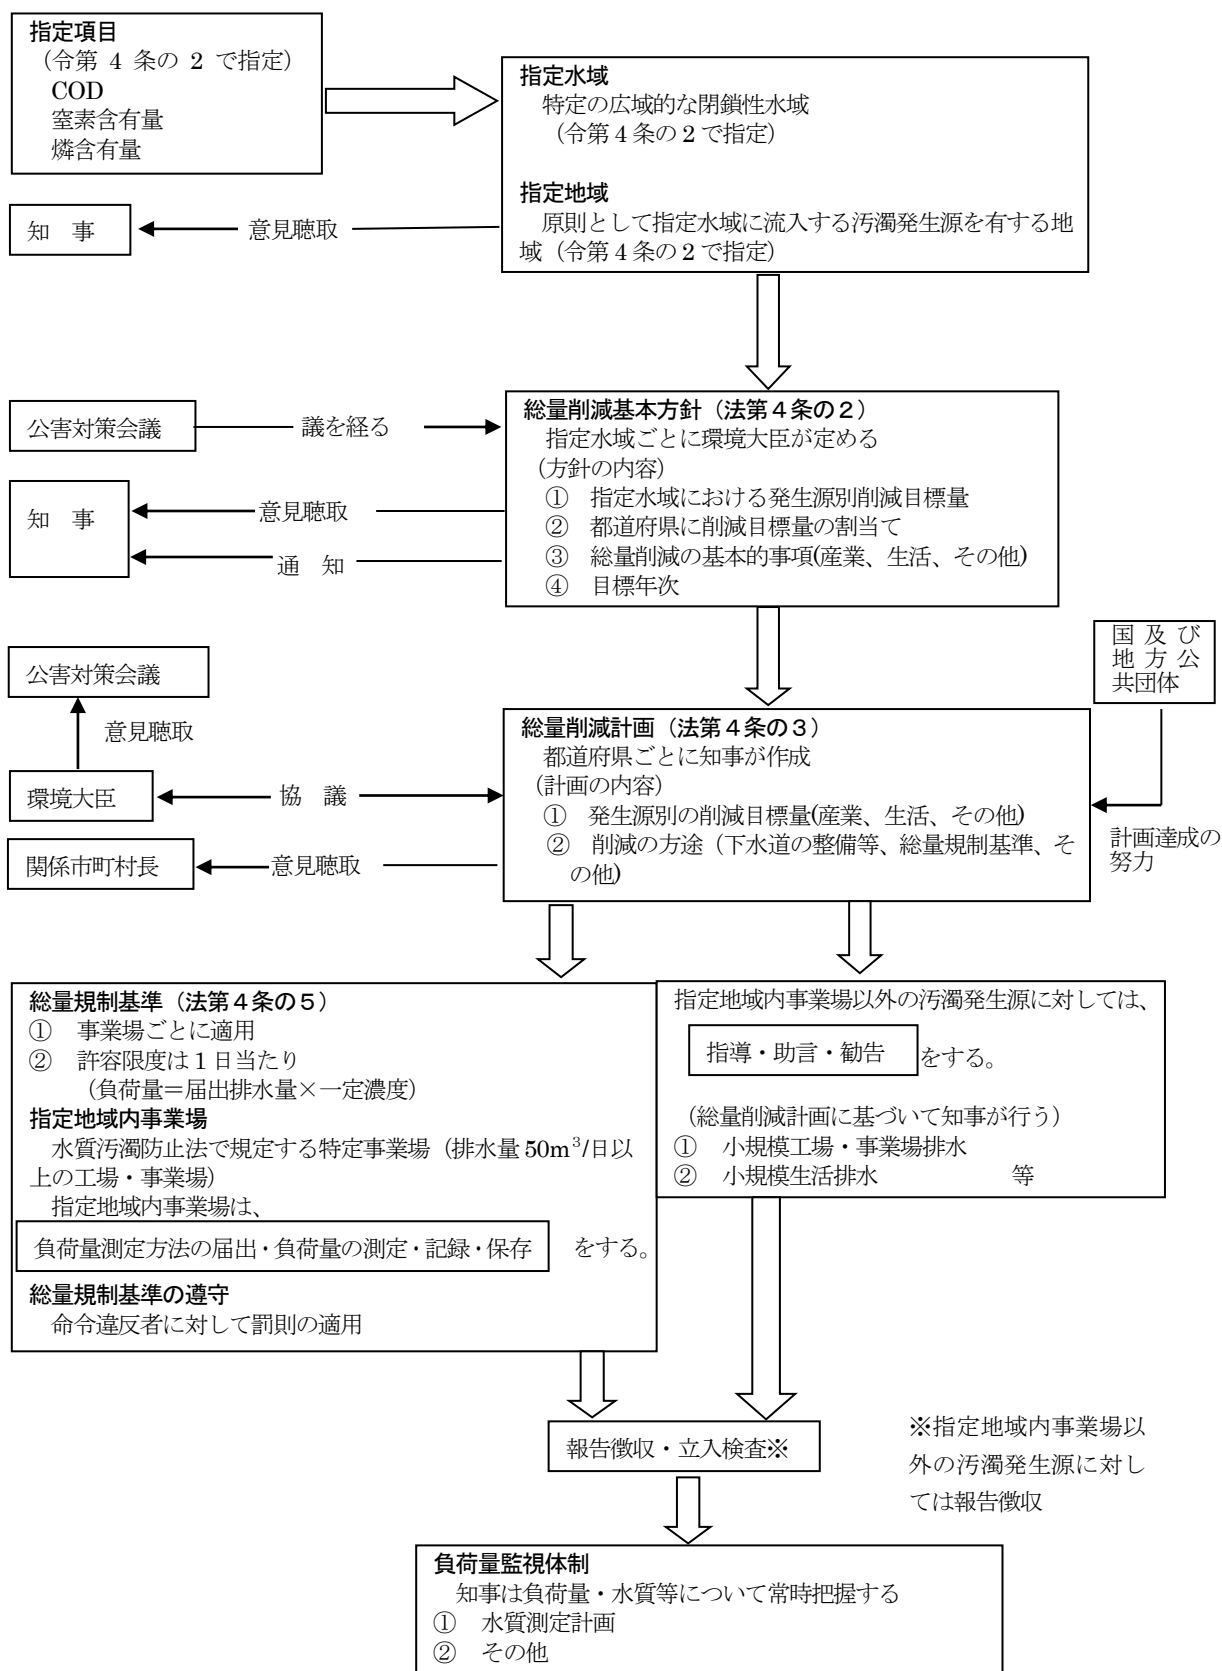 指定項目
(令第 4 条の 2 で指定)
COD
窒素含有量
燐含有量
指定水域
特定の広域的な閉鎖性水域
(令第4条の2で指定)
指定地域
原則として指定水域に流入する汚濁発生源を有する地
域(令第4条の2で指定)
知 事
意見聴取
公害対策会議
議を経る
総量削減基本方針(法第4条の2)
指定水域ごとに環境大臣が定める
(方針の内容)
① 指定水域における発生源別削減目標量
② 都道府県に削減目標量の割当て
③ 総量削減の基本的事項(産業、生活、その他)
④ 目標年次
知 事
意見聴取
通 知
国及び
地方公
共団体
公害対策会議
意見聴取
環境大臣
協 議
関係市町村長
意見聴取
総量削減計画(法第4条の3)
都道府県ごとに知事が作成
(計画の内容)
① 発生源別の削減目標量(産業、生活、その他)
② 削減の方途(下水道の整備等、総量規制基準、そ
の他)
計画達成の
努力
総量規制基準(法第4条の5)
① 事業場ごとに適用
② 許容限度は1日当たり
(負荷量=届出排水量×一定濃度)
指定地域内事業場
水質汚濁防止法で規定する特定事業場(排水量50m³/日以
上の工場・事業場)
指定地域内事業場は、
負荷量測定方法の届出・負荷量の測定・記録・保存 をする。
総量規制基準の遵守
命令違反者に対して罰則の適用
指定地域内事業場以外の汚濁発生源に対しては、
指導・助言・勧告 をする。
(総量削減計画に基づいて知事が行う)
① 小規模工場・事業場排水
② 小規模生活排水 等
報告徴収・立入検査※
※指定地域内事業場以
外の汚濁発生源に対し
ては報告徴収
負荷量監視体制
知事は負荷量・水質等について常時把握する
① 水質測定計画
② その他